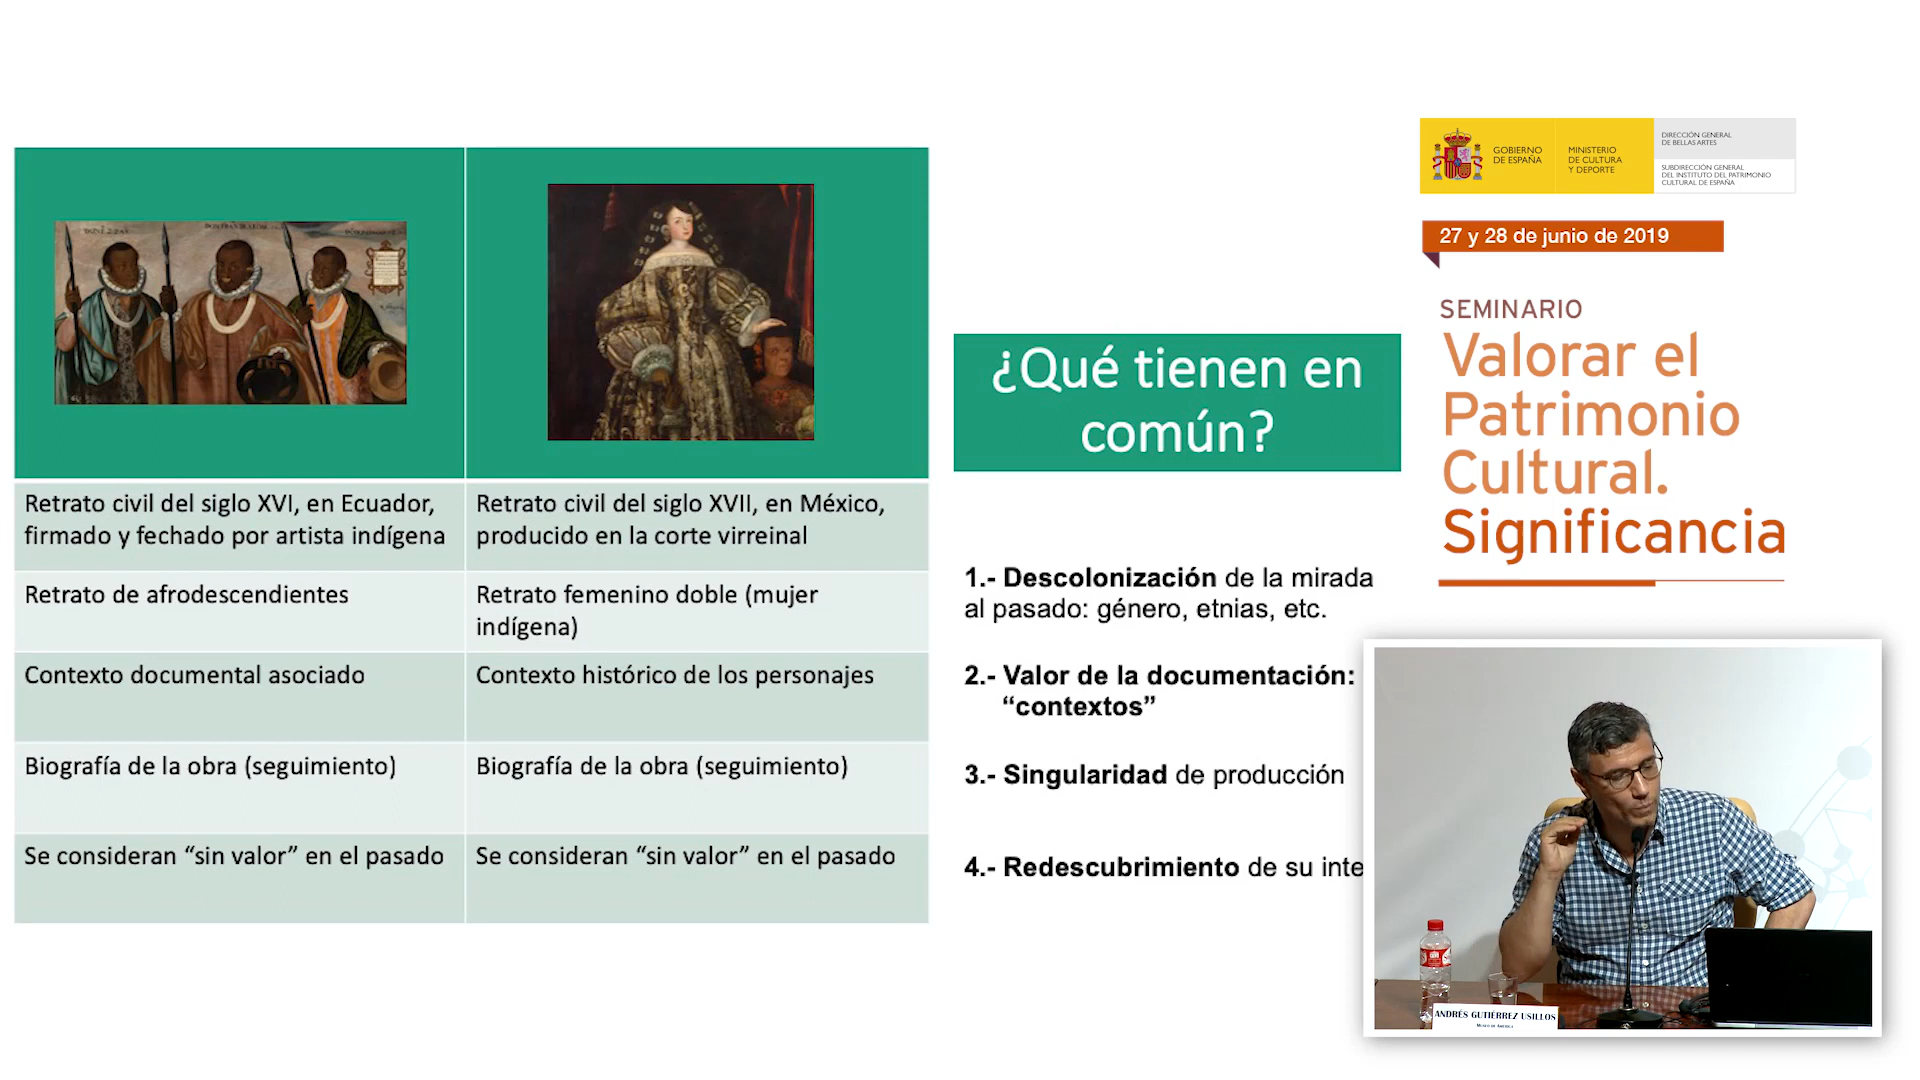 Retrato civil del siglo XVI, en Ecuador,
firmado y fechado por artista indígena
Retrato civil del siglo XVII, en México,
producido en la corte virreinal
Retrato de afrodescendientes
Retrato femenino doble (mujer
indígena)
Contexto documental asociado
Contexto histórico de los personajes
Biografía de la obra (seguimiento)
Biografía de la obra (seguimiento)
Se consideran “sin valor” en el pasado
Se consideran “sin valor” en el pasado
¿Qué tienen en
común?
1.- Descolonización de la mirada
al pasado: género, etnias, etc.
2.- Valor de la documentación:
“contextos”
3.- Singularidad de producción
4.- Redescubrimiento de su inte
GOBIERNO
DE ESPAÑA
MINISTERIO
DE CULTURA
Y DEPORTE
DIRECCIÓN GENERAL
DE BELLAS ARTES
SUBDIRECCIÓN GENERAL
DEL INSTITUTO DEL PATRIMONIO
CULTURAL DE ESPAÑA
27 y 28 de junio de 2019
SEMINARIO
Valorar el
Patrimonio
Cultural.
Significancia
ANDRÉS GUTIÉRREZ USILLOS
MUSEO DE AMÉRICA